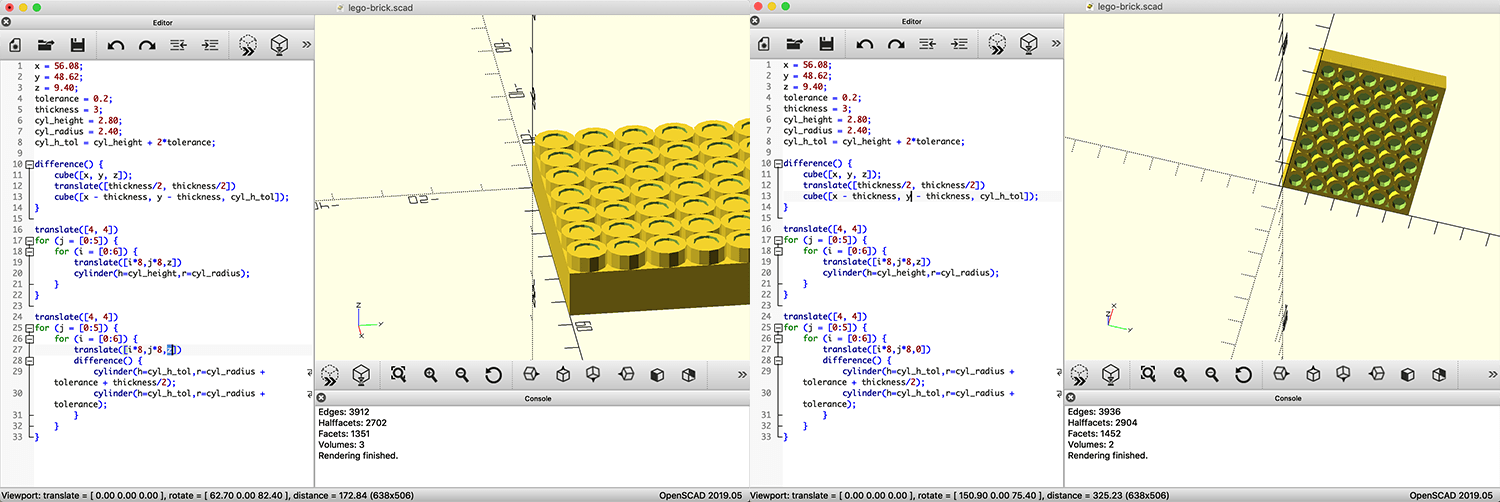 lego-brick.scad
Editor
»
1 x = 56.08;
2 y = 48.62;
3 z = 9.40;
4 tolerance = 0.2;
5 thickness = 3;
6 cyl_height = 2.80;
7 cyl_radius = 2.40;
8 cyl_h_tol = cyl_height + 2*tolerance;
9
10 difference() {
11 cube([x, y, z]);
12 translate([thickness/2, thickness/2])
13 cube([x - thickness, y - thickness, cyl_h_tol]);
14 }
15
16 translate([4, 4])
17 for (j = [0:5]) {
18 for (i = [0:6]) {
19 translate([i*8,j*8,z])
20 cylinder(h=cyl_height,r=cyl_radius);
21 }
22 }
23
24 translate([4, 4])
25 for (j = [0:5]) {
26 for (i = [0:6]) {
27 translate([i*8,j*8,z])
28 difference() {
29 cylinder(h=cyl_h_tol,r=cyl_radius +
tolerance + thickness/2);
30 cylinder(h=cyl_h_tol,r=cyl_radius +
tolerance);
31 }
32 }
33 }
Z
Y
X
»
Console
Edges: 3912
Halffacets: 2702
Facets: 1351
Volumes: 3
Rendering finished.
Viewport: translate = [ 0.00 0.00 0.00 ], rotate = [ 62.70 0.00 82.40 ], distance = 172.84 (638x506)
OpenSCAD 2019.05
lego-brick.scad
Editor
»
1 x = 56.08;
2 y = 48.62;
3 z = 9.40;
4 tolerance = 0.2;
5 thickness = 3;
6 cyl_height = 2.80;
7 cyl_radius = 2.40;
8 cyl_h_tol = cyl_height + 2*tolerance;
9
10 difference() {
11 cube([x, y, z]);
12 translate([thickness/2, thickness/2])
13 cube([x - thickness, y - thickness, cyl_h_tol]);
14 }
15
16 translate([4, 4])
17 for (j = [0:5]) {
18 for (i = [0:6]) {
19 translate([i*8,j*8,z])
20 cylinder(h=cyl_height,r=cyl_radius);
21 }
22 }
23
24 translate([4, 4])
25 for (j = [0:5]) {
26 for (i = [0:6]) {
27 translate([i*8,j*8,0])
28 difference() {
29 cylinder(h=cyl_h_tol,r=cyl_radius +
tolerance + thickness/2);
30 cylinder(h=cyl_h_tol,r=cyl_radius +
tolerance);
31 }
32 }
33 }
X
Z
Y
»
Console
Edges: 3936
Halffacets: 2904
Facets: 1452
Volumes: 2
Rendering finished.
Viewport: translate = [ 0.00 0.00 0.00 ], rotate = [ 150.90 0.00 75.40 ], distance = 325.23 (638x506)
OpenSCAD 2019.05